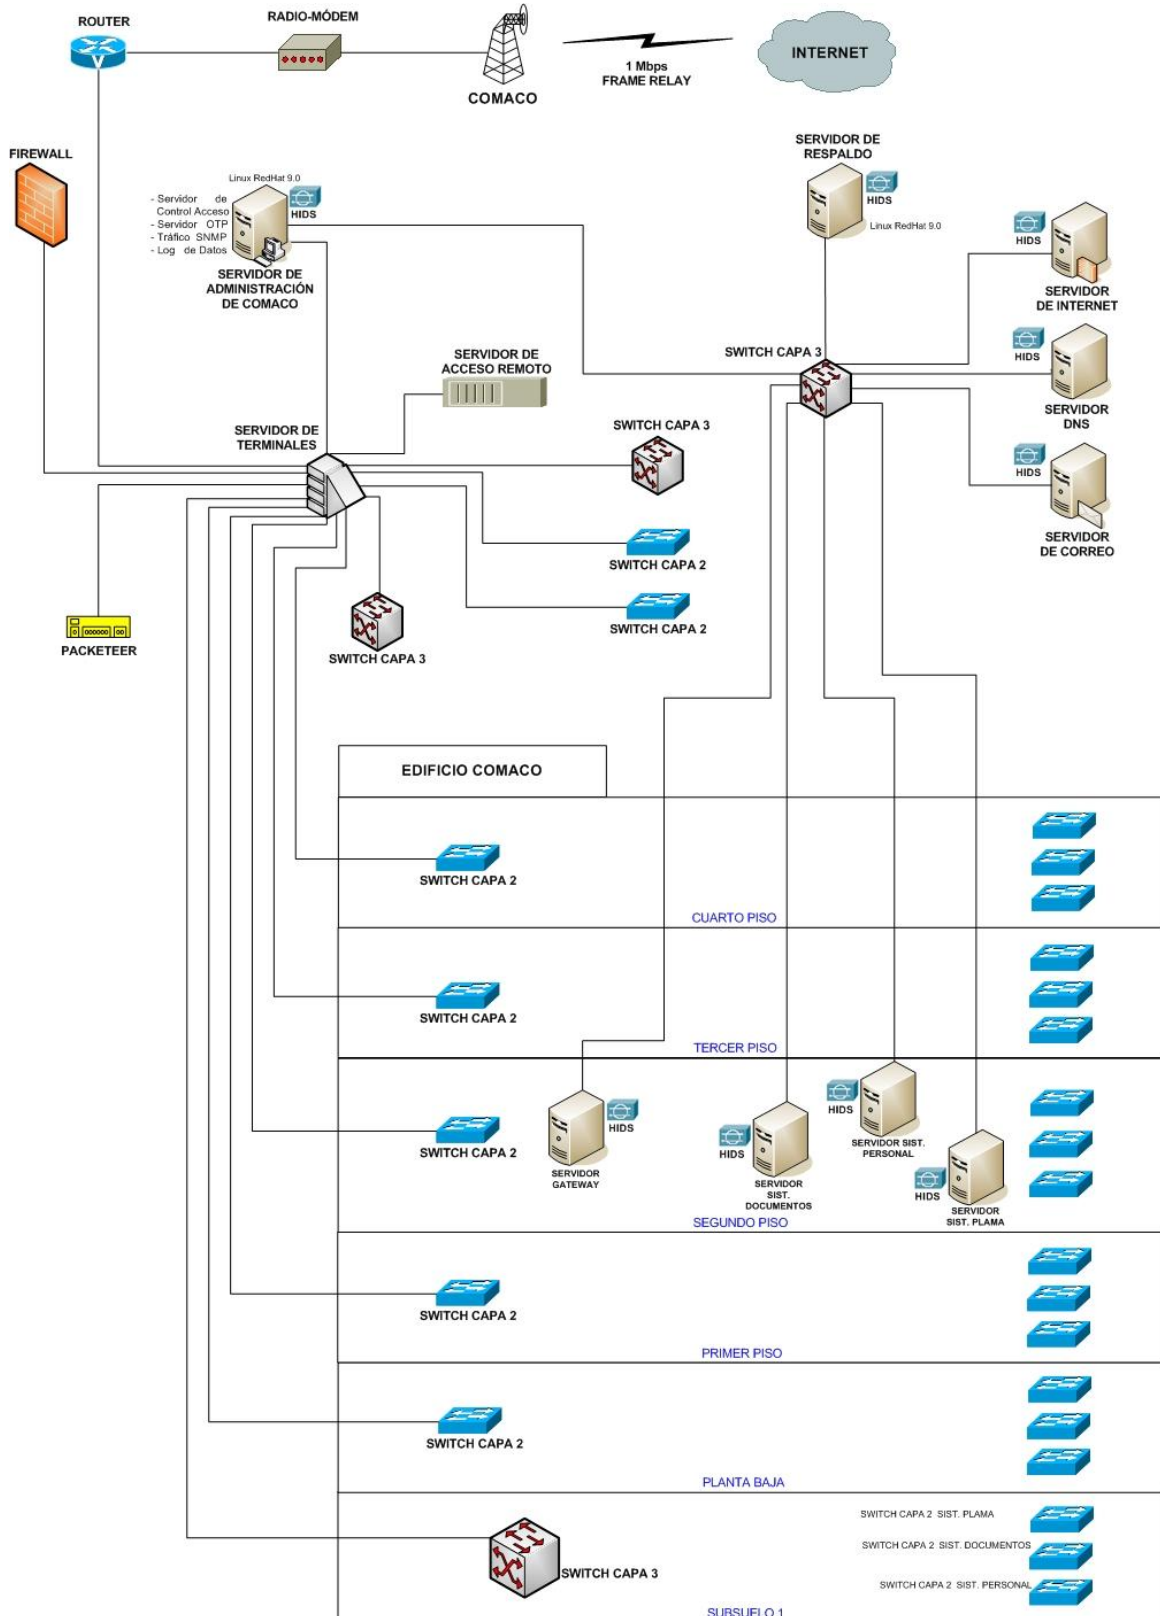 ROUTER
RADIO-MÓDEM
COMACO
1 Mbps
FRAME RELAY
INTERNET
FIREWALL
Linux RedHat 9.0
- Servidor de
Control Acceso
- Servidor OTP
- Tráfico SNMP
- Log de Datos
HIDS
SERVIDOR DE
ADMINISTRACIÓN
DE COMACO
SERVIDOR DE
RESPALDO
HIDS
Linux RedHat 9.0
HIDS
SERVIDOR
DE INTERNET
SERVIDOR DE
ACCESO REMOTO
SWITCH CAPA 3
HIDS
SERVIDOR
DNS
SERVIDOR DE
TERMINALES
SWITCH CAPA 3
HIDS
SERVIDOR
DE CORREO
SWITCH CAPA 2
SWITCH CAPA 2
PACKETEER
SWITCH CAPA 3
EDIFICIO COMACO
SWITCH CAPA 2
CUARTO PISO
SWITCH CAPA 2
TERCER PISO
SWITCH CAPA 2
HIDS
SERVIDOR
GATEWAY
HIDS
SERVIDOR
SIST.
DOCUMENTOS
HIDS
SERVIDOR SIST.
PERSONAL
HIDS
SERVIDOR
SIST. PLAMA
SEGUNDO PISO
SWITCH CAPA 2
PRIMER PISO
SWITCH CAPA 2
PLANTA BAJA
SWITCH CAPA 2 SIST. PLAMA
SWITCH CAPA 2 SIST. DOCUMENTOS
SWITCH CAPA 3
SWITCH CAPA 2 SIST. PERSONAL
SUBSUELO 1